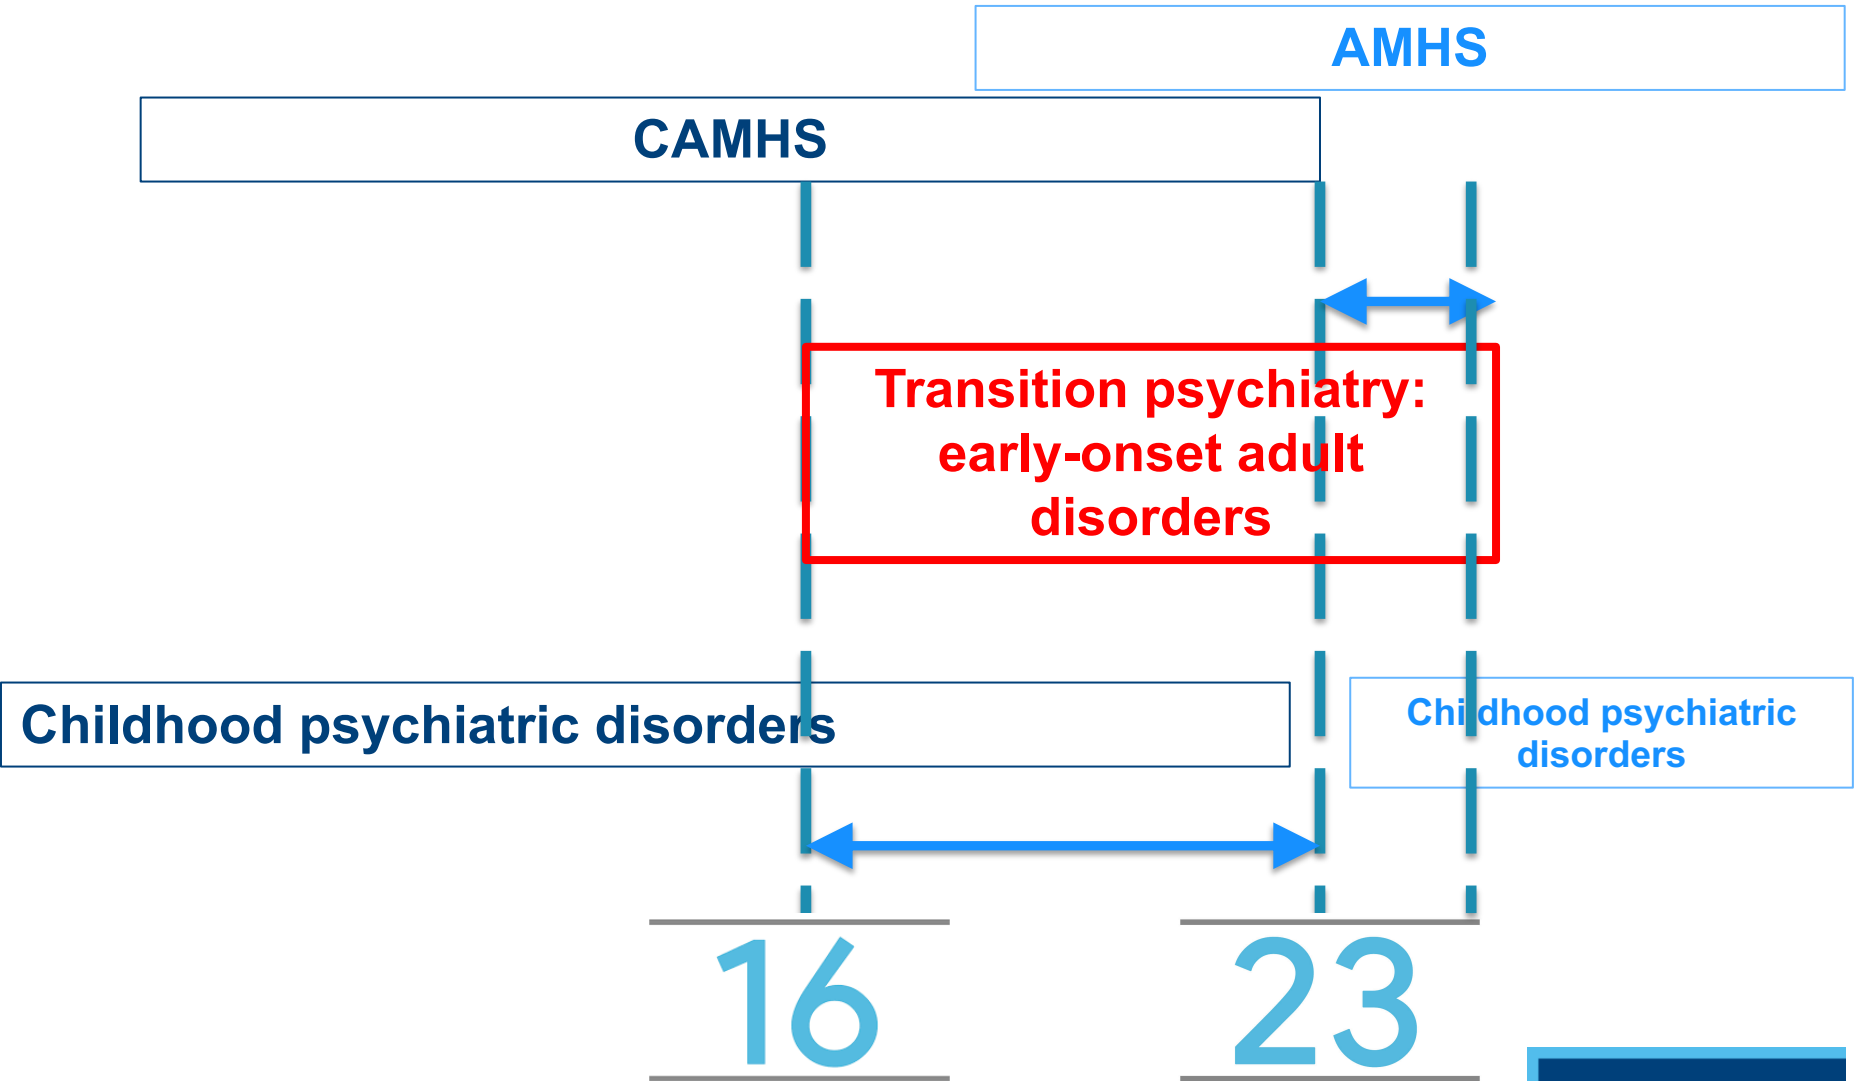 AMHS
CAMHS
Transition psychiatry:
early-onset adult
disorders
Childhood psychiatric disorders
Childhood psychiatric
disorders
16
23